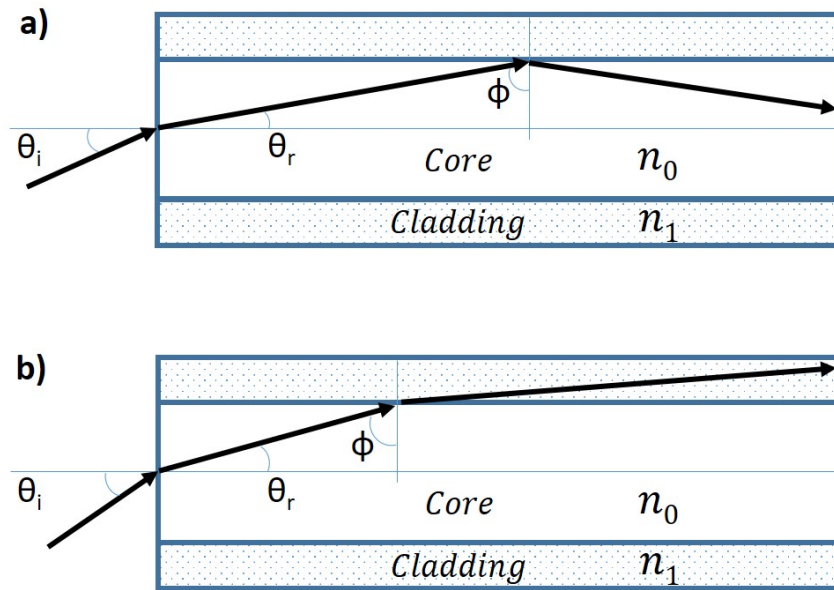 a)
ϕ
θi
θr
Core n0
Cladding n1
b)
ϕ
θi
θr
Core n0
Cladding n1